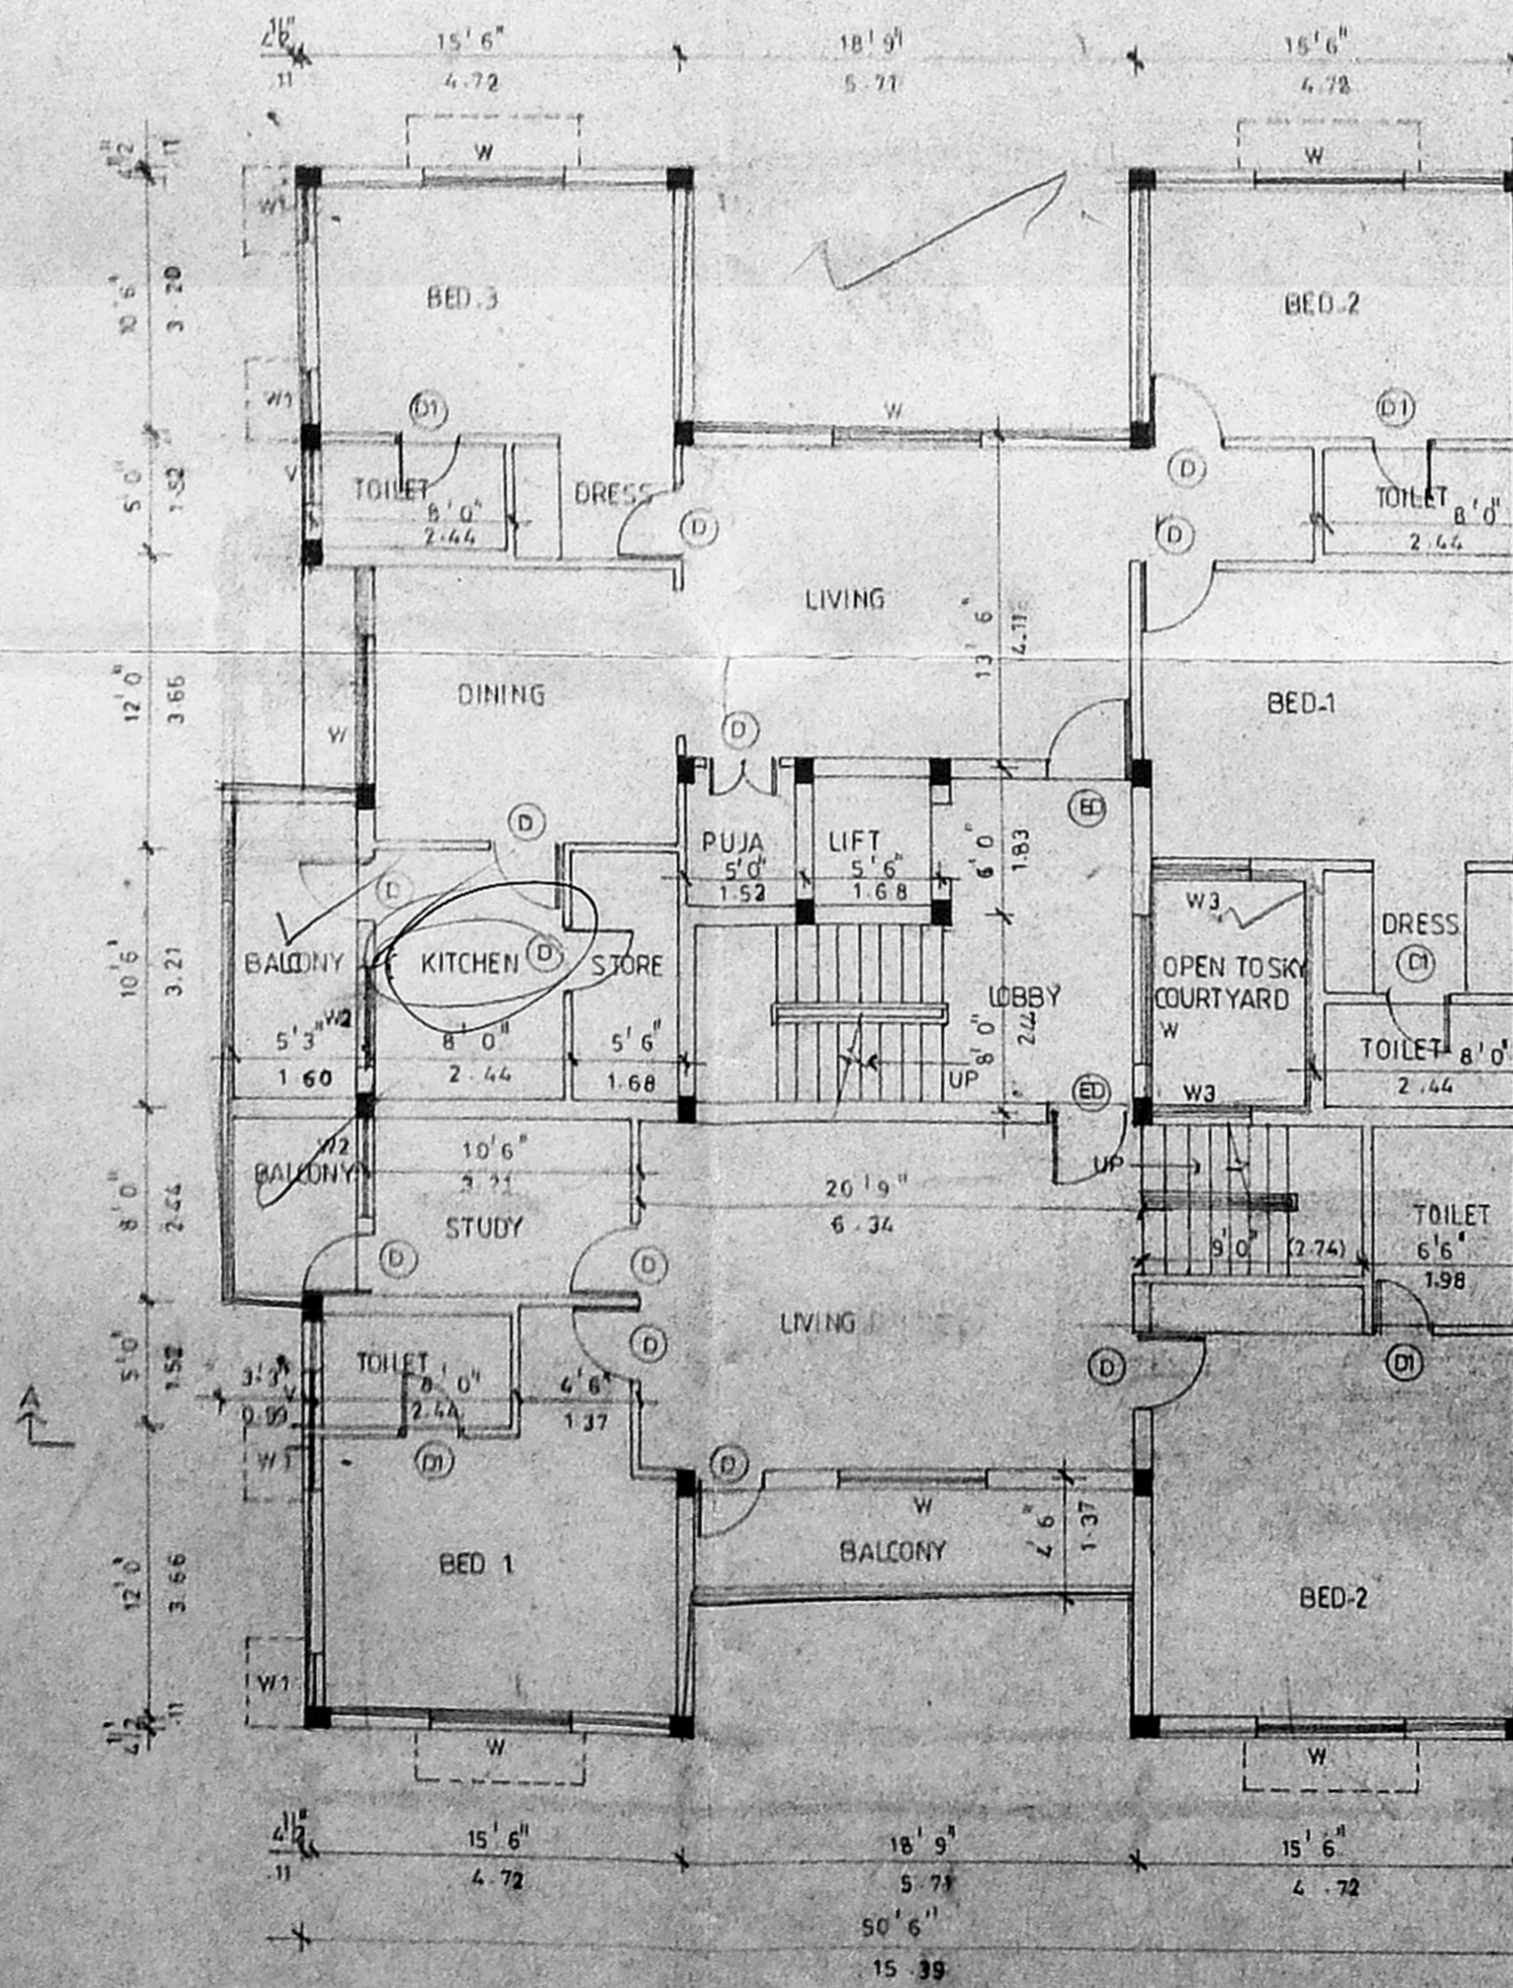 4½" 15'6" 18'9" 15'6"
.11 4.72 5.71 4.72
4½" .11
W W
W1
10'6" 3.20
BED.3 BED.2
W1 D1 W D1
V D
5'0" 1.52
TOILET DRESS TOILET
8'0" 8'0"
2.44 D D 2.44
LIVING
13'6" 4.11
12'0" 3.66
DINING BED-1
W D
D ED
PUJA LIFT
5'0" 5'6" 6'0" 1.83
1.52 1.68
D W3
DRESS
10'6" 3.21
BALCONY KITCHEN D STORE D1
OPEN TO SKY
LOBBY COURTYARD
W2 W
5'3" 8'0" 5'6" 8'0" 2.44 TOILET 8'0"
1.60 2.44 1.68 UP 2.44
ED W3
W2 10'6"
BALCONY UP
8'0" 2.44
20'9"
STUDY 6.34 TOILET
D D 9'0" (2.74) 6'6"
1.98
LIVING
D D D1
5'0" 1.52
TOILET
3'3" V 8'0" 4'6"
0.99 2.44 1.37
W1 D1 D
W
4'6" 1.37
BALCONY
BED 1
12'0" 3.66
BED-2
W1
4½" .11
W W
4½" 15'6" 18'9" 15'6"
.11 4.72 5.71 4.72
50'6"
15.39